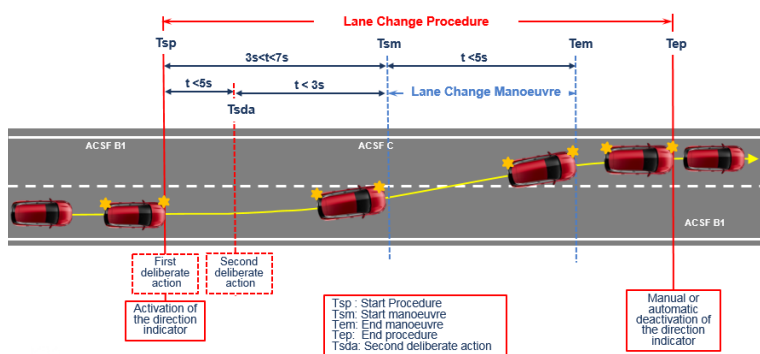 Lane Change Procedure
Tsp
Tsm
Tem
Tep
3s<t<7s
t <5s
t <5s
t < 3s
Lane Change Manoeuvre
Tsda
ACSF B1
ACSF C
ACSF B1
First
deliberate
action
Second
deliberate
action
Activation of
the direction
indicator
Tsp : Start Procedure
Tsm: Start manoeuvre
Tem: End manoeuvre
Tep: End procedure
Tsda: Second deliberate action
Manual or
automatic
deactivation of
the direction
indicator